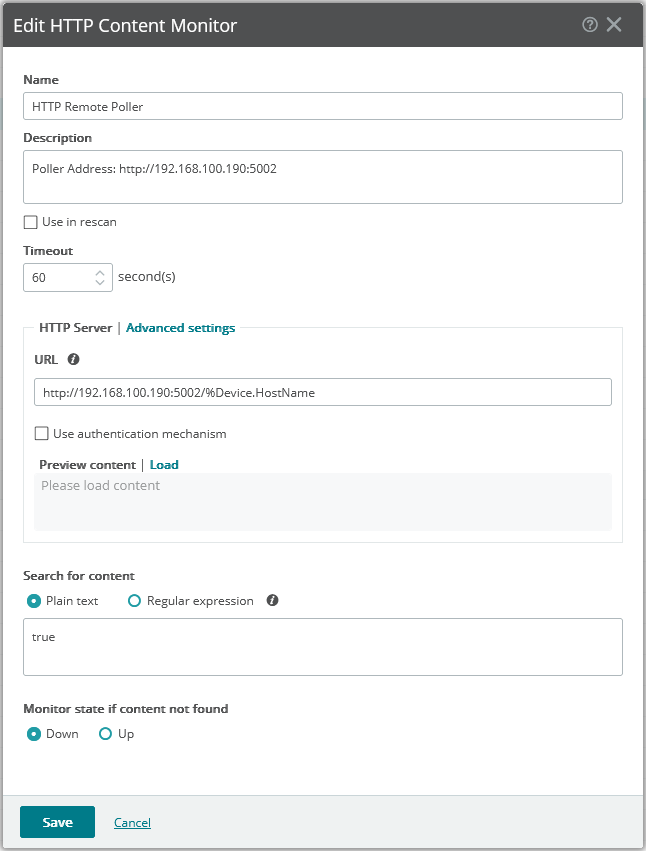 Edit HTTP Content Monitor
Name
HTTP Remote Poller
Description
Poller Address: http://192.168.100.190:5002
Use in rescan
Timeout
60 second(s)
HTTP Server | Advanced settings
URL
http://192.168.100.190:5002/%Device.HostName
Use authentication mechanism
Preview content | Load
Please load content
Search for content
Plain text Regular expression
true
Monitor state if content not found
Down Up
Save Cancel